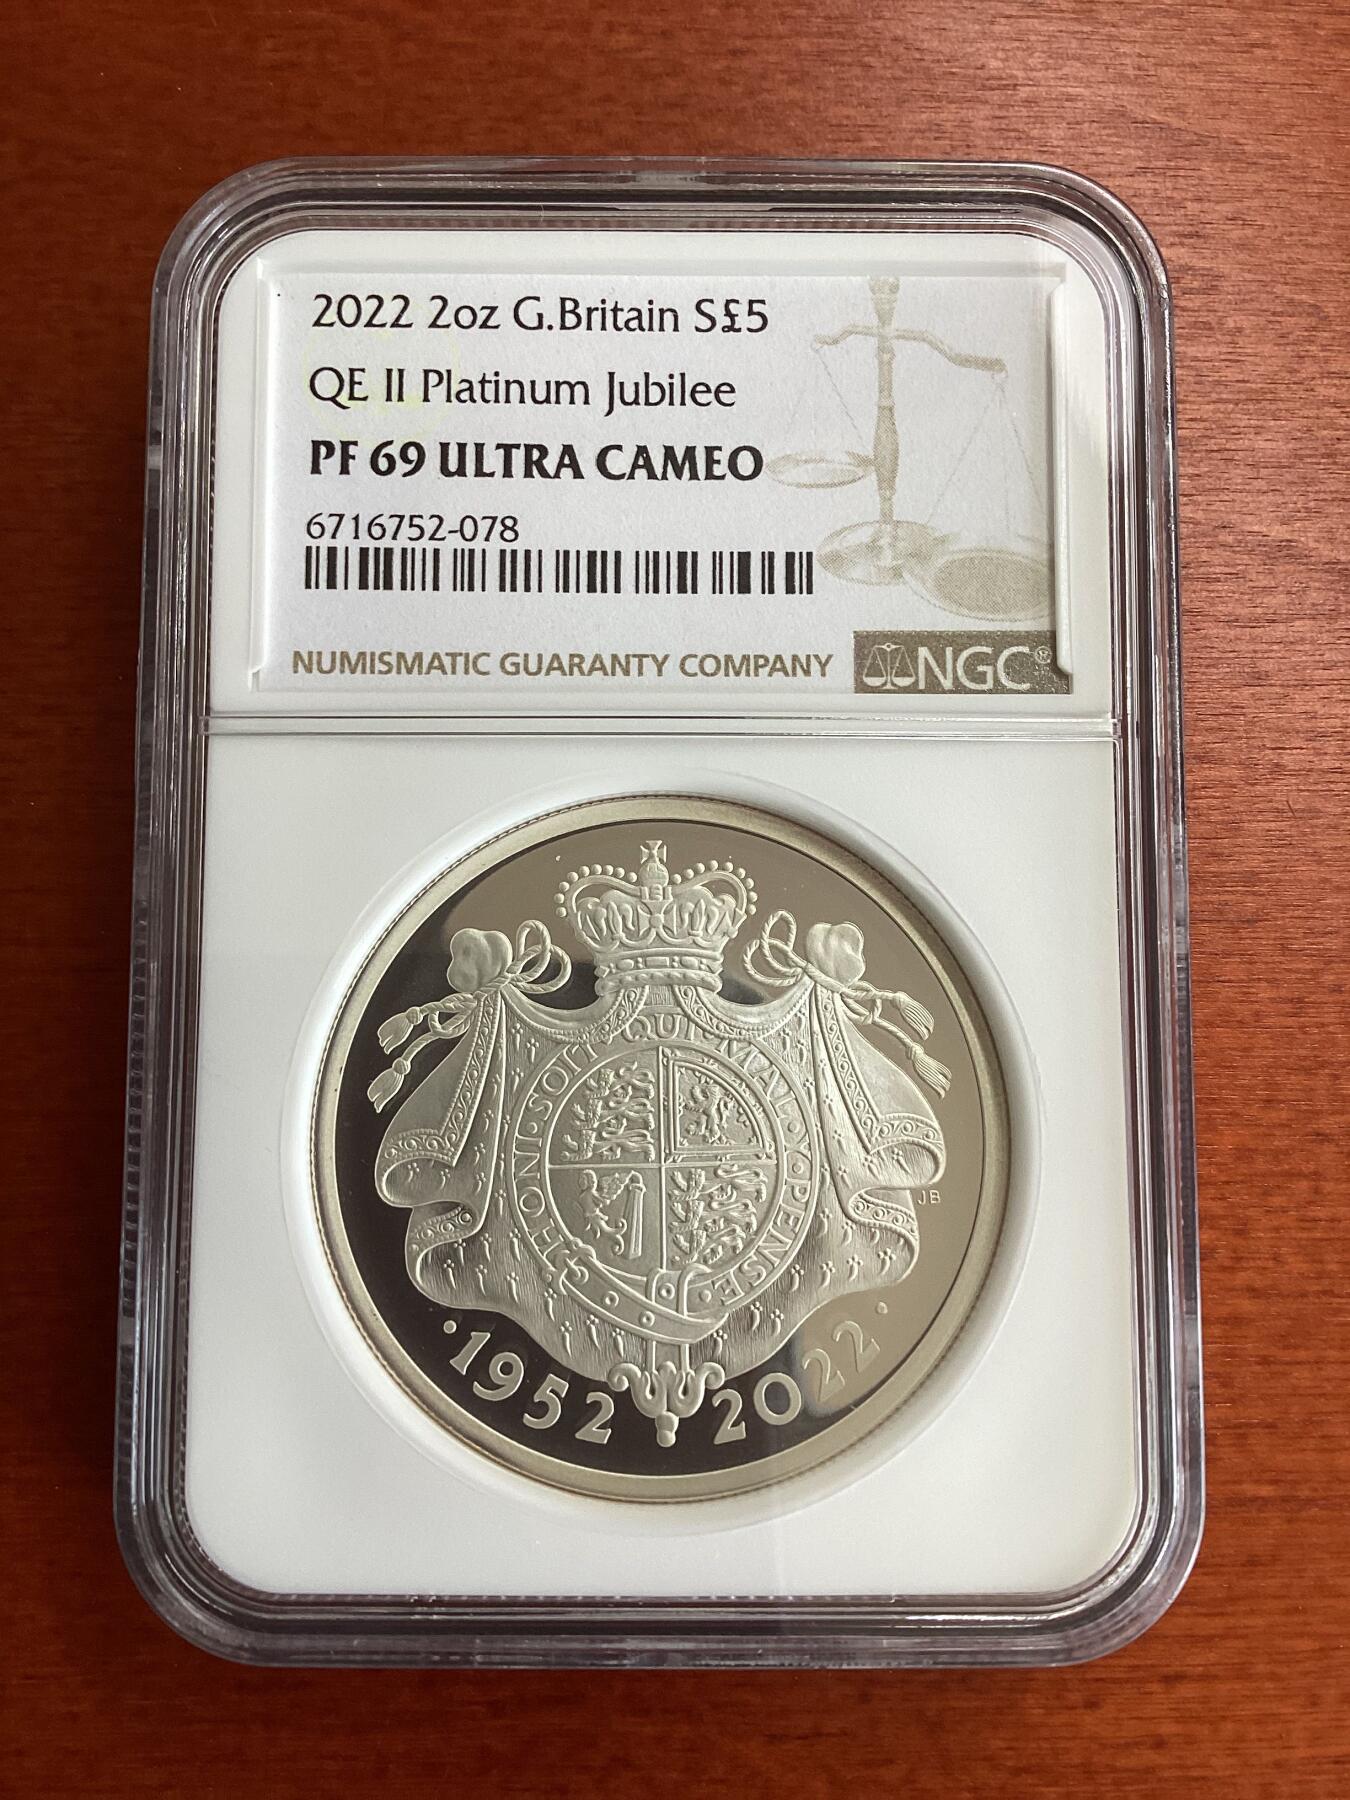 2022 2oz G.Britain S£5
QE II Platinum Jubilee
PF 69 ULTRA CAMEO
6716752-078
NUMISMATIC GUARANTY COMPANY
NGC®
HONI·SOIT·QUI·MAL·Y·PENSE·
JB
·1952 2022·